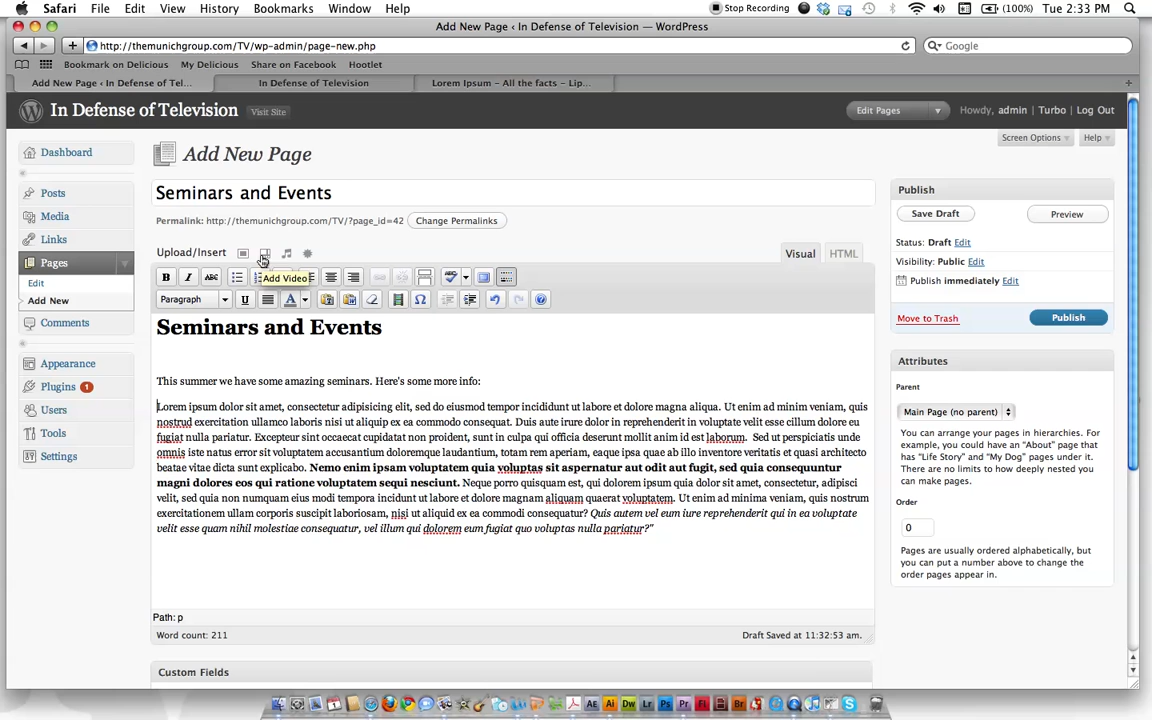 Safari File Edit View History Bookmarks Window Help Stop Recording (100%) Tue 2:33 PM
Add New Page ‹ In Defense of Television — WordPress
http://themunichgroup.com/TV/wp-admin/page-new.php
Google
Bookmark on Delicious My Delicious Share on Facebook Hootlet
Add New Page ‹ In Defense of Tel... In Defense of Television Lorem Ipsum – All the facts – Lip...
In Defense of Television Visit Site Edit Pages Howdy, admin | Turbo | Log Out
Screen Options Help
Dashboard
Posts
Media
Links
Pages
Edit
Add New
Comments
Appearance
Plugins 1
Users
Tools
Settings
Add New Page
Seminars and Events
Permalink: http://themunichgroup.com/TV/?page_id=42 Change Permalinks
Upload/Insert
Visual HTML
Add Video
B I ABC
Paragraph U A
Seminars and Events
This summer we have some amazing seminars. Here's some more info:
Lorem ipsum dolor sit amet, consectetur adipisicing elit, sed do eiusmod tempor incididunt ut labore et dolore magna aliqua. Ut enim ad minim veniam, quis
nostrud exercitation ullamco laboris nisi ut aliquip ex ea commodo consequat. Duis aute irure dolor in reprehenderit in voluptate velit esse cillum dolore eu
fugiat nulla pariatur. Excepteur sint occaecat cupidatat non proident, sunt in culpa qui officia deserunt mollit anim id est laborum. Sed ut perspiciatis unde
omnis iste natus error sit voluptatem accusantium doloremque laudantium, totam rem aperiam, eaque ipsa quae ab illo inventore veritatis et quasi architecto
beatae vitae dicta sunt explicabo. Nemo enim ipsam voluptatem quia voluptas sit aspernatur aut odit aut fugit, sed quia consequuntur
magni dolores eos qui ratione voluptatem sequi nesciunt. Neque porro quisquam est, qui dolorem ipsum quia dolor sit amet, consectetur, adipisci
velit, sed quia non numquam eius modi tempora incidunt ut labore et dolore magnam aliquam quaerat voluptatem. Ut enim ad minima veniam, quis nostrum
exercitationem ullam corporis suscipit laboriosam, nisi ut aliquid ex ea commodi consequatur? Quis autem vel eum iure reprehenderit qui in ea voluptate
velit esse quam nihil molestiae consequatur, vel illum qui dolorem eum fugiat quo voluptas nulla pariatur?"
Path: p
Word count: 211 Draft Saved at 11:32:53 am.
Custom Fields
Publish
Save Draft Preview
Status: Draft Edit
Visibility: Public Edit
Publish immediately Edit
Move to Trash Publish
Attributes
Parent
Main Page (no parent)
You can arrange your pages in hierarchies. For
example, you could have an "About" page that
has "Life Story" and "My Dog" pages under it.
There are no limits to how deeply nested you
can make pages.
Order
0
Pages are usually ordered alphabetically, but
you can put a number above to change the
order pages appear in.
Ae Ai Dw Lr Ps Pr Fl Br